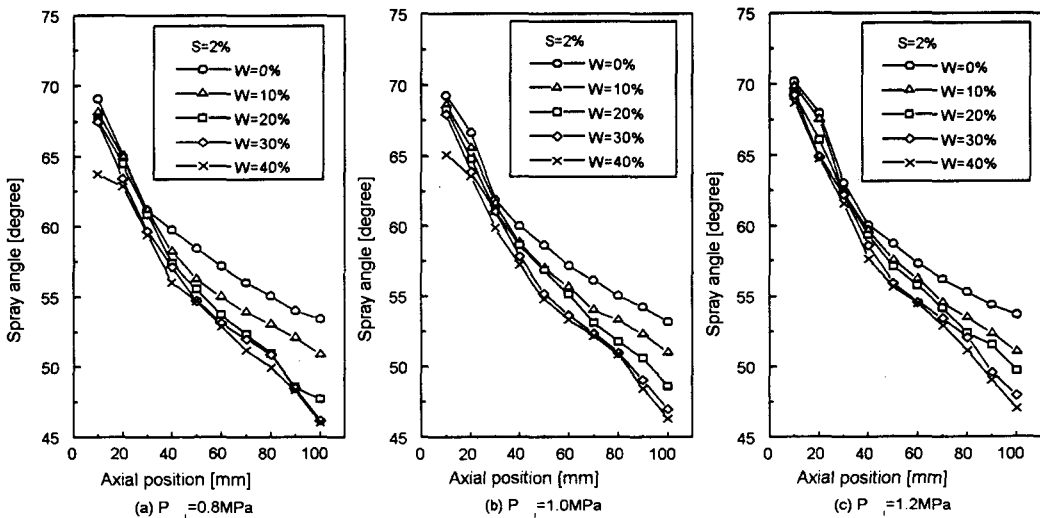 75
70
65
60
55
50
45
Spray angle [degree]
S=2%
W=0%
W=10%
W=20%
W=30%
W=40%
0 20 40 60 80 100
Axial position [mm]
(a) P i=0.8MPa
75
70
65
60
55
50
45
Spray angle [degree]
S=2%
W=0%
W=10%
W=20%
W=30%
W=40%
0 20 40 60 80 100
Axial position [mm]
(b) P i=1.0MPa
75
70
65
60
55
50
45
Spray angle [degree]
S=2%
W=0%
W=10%
W=20%
W=30%
W=40%
0 20 40 60 80 100
Axial position [mm]
(c) P i=1.2MPa